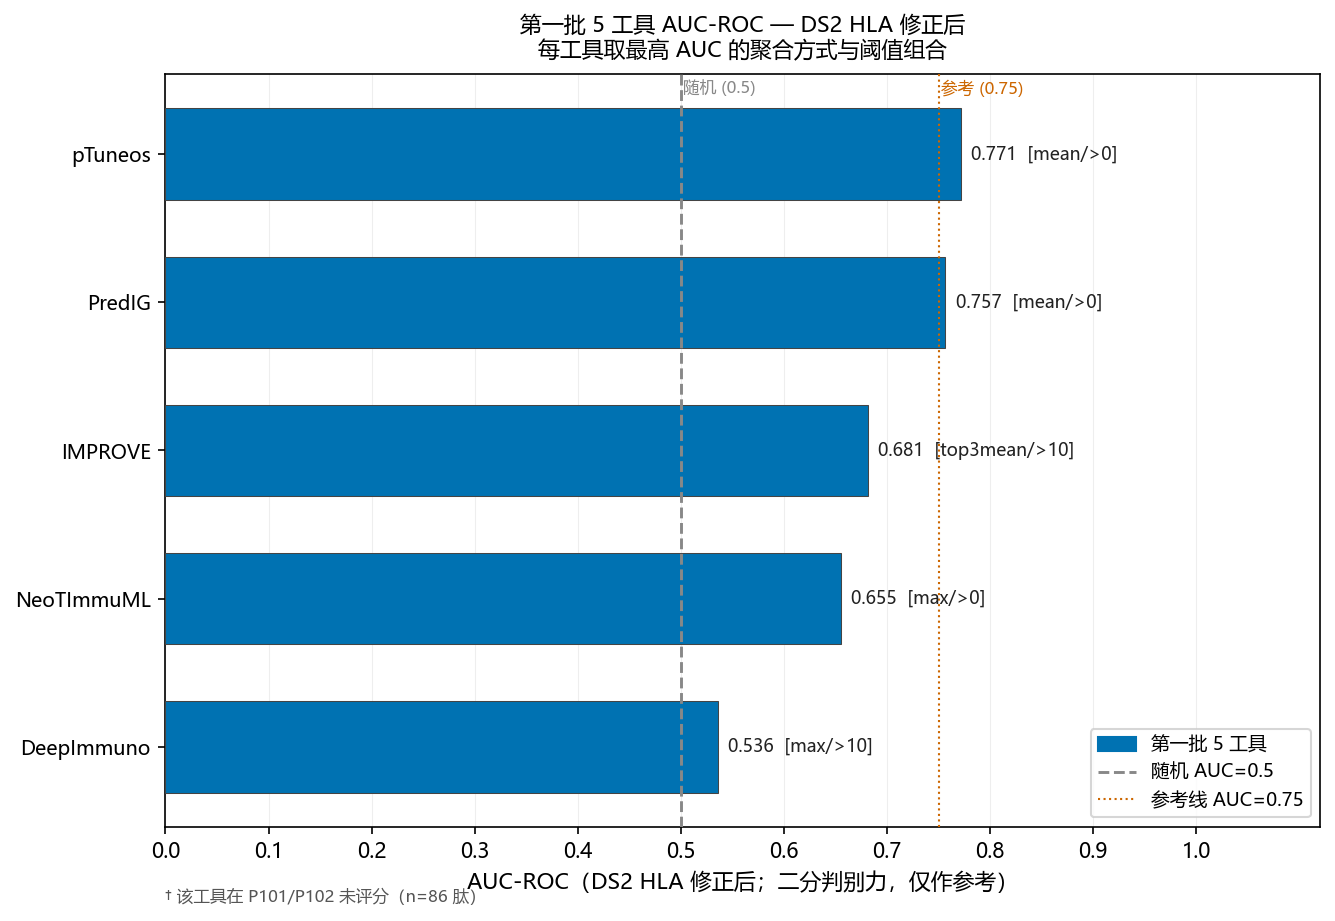 第一批 5 工具 AUC-ROC — DS2 HLA 修正后
每工具取最高 AUC 的聚合方式与阈值组合
随机 (0.5)
参考 (0.75)
pTuneos
0.771 [mean/>0]
PredIG
0.757 [mean/>0]
IMPROVE
0.681 [top3mean/>10]
NeoTImmuML
0.655 [max/>0]
DeepImmuno
0.536 [max/>10]
第一批 5 工具
随机 AUC=0.5
参考线 AUC=0.75
0.0 0.1 0.2 0.3 0.4 0.5 0.6 0.7 0.8 0.9 1.0
AUC-ROC（DS2 HLA 修正后；二分判别力，仅作参考）
† 该工具在 P101/P102 未评分（n=86 肽）